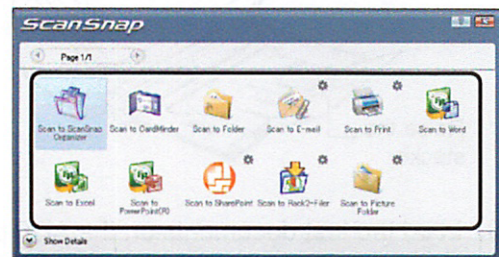 ScanSnap
Page 1/1
Scan to ScanSnap Organizer
Scan to CardMinder
Scan to Folder
Scan to E-mail
Scan to Print
Scan to Word
Scan to Excel
Scan to PowerPoint(R)
Scan to SharePoint
Scan to Rack2-Filer
Scan to Picture Folder
Show Details